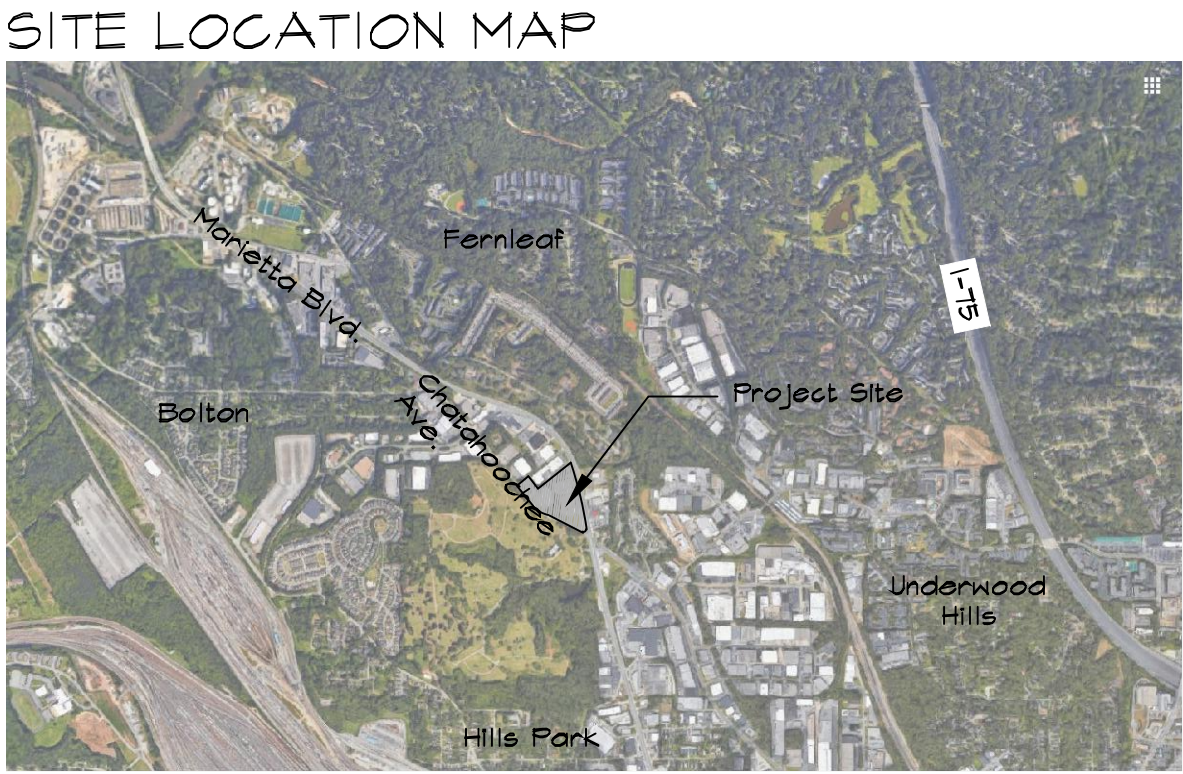 SITE LOCATION MAP
Marietta Blvd.
Fernleaf
I-75
Chatahoochee
Ave.
Project Site
Bolton
Underwood
Hills
Hills Park